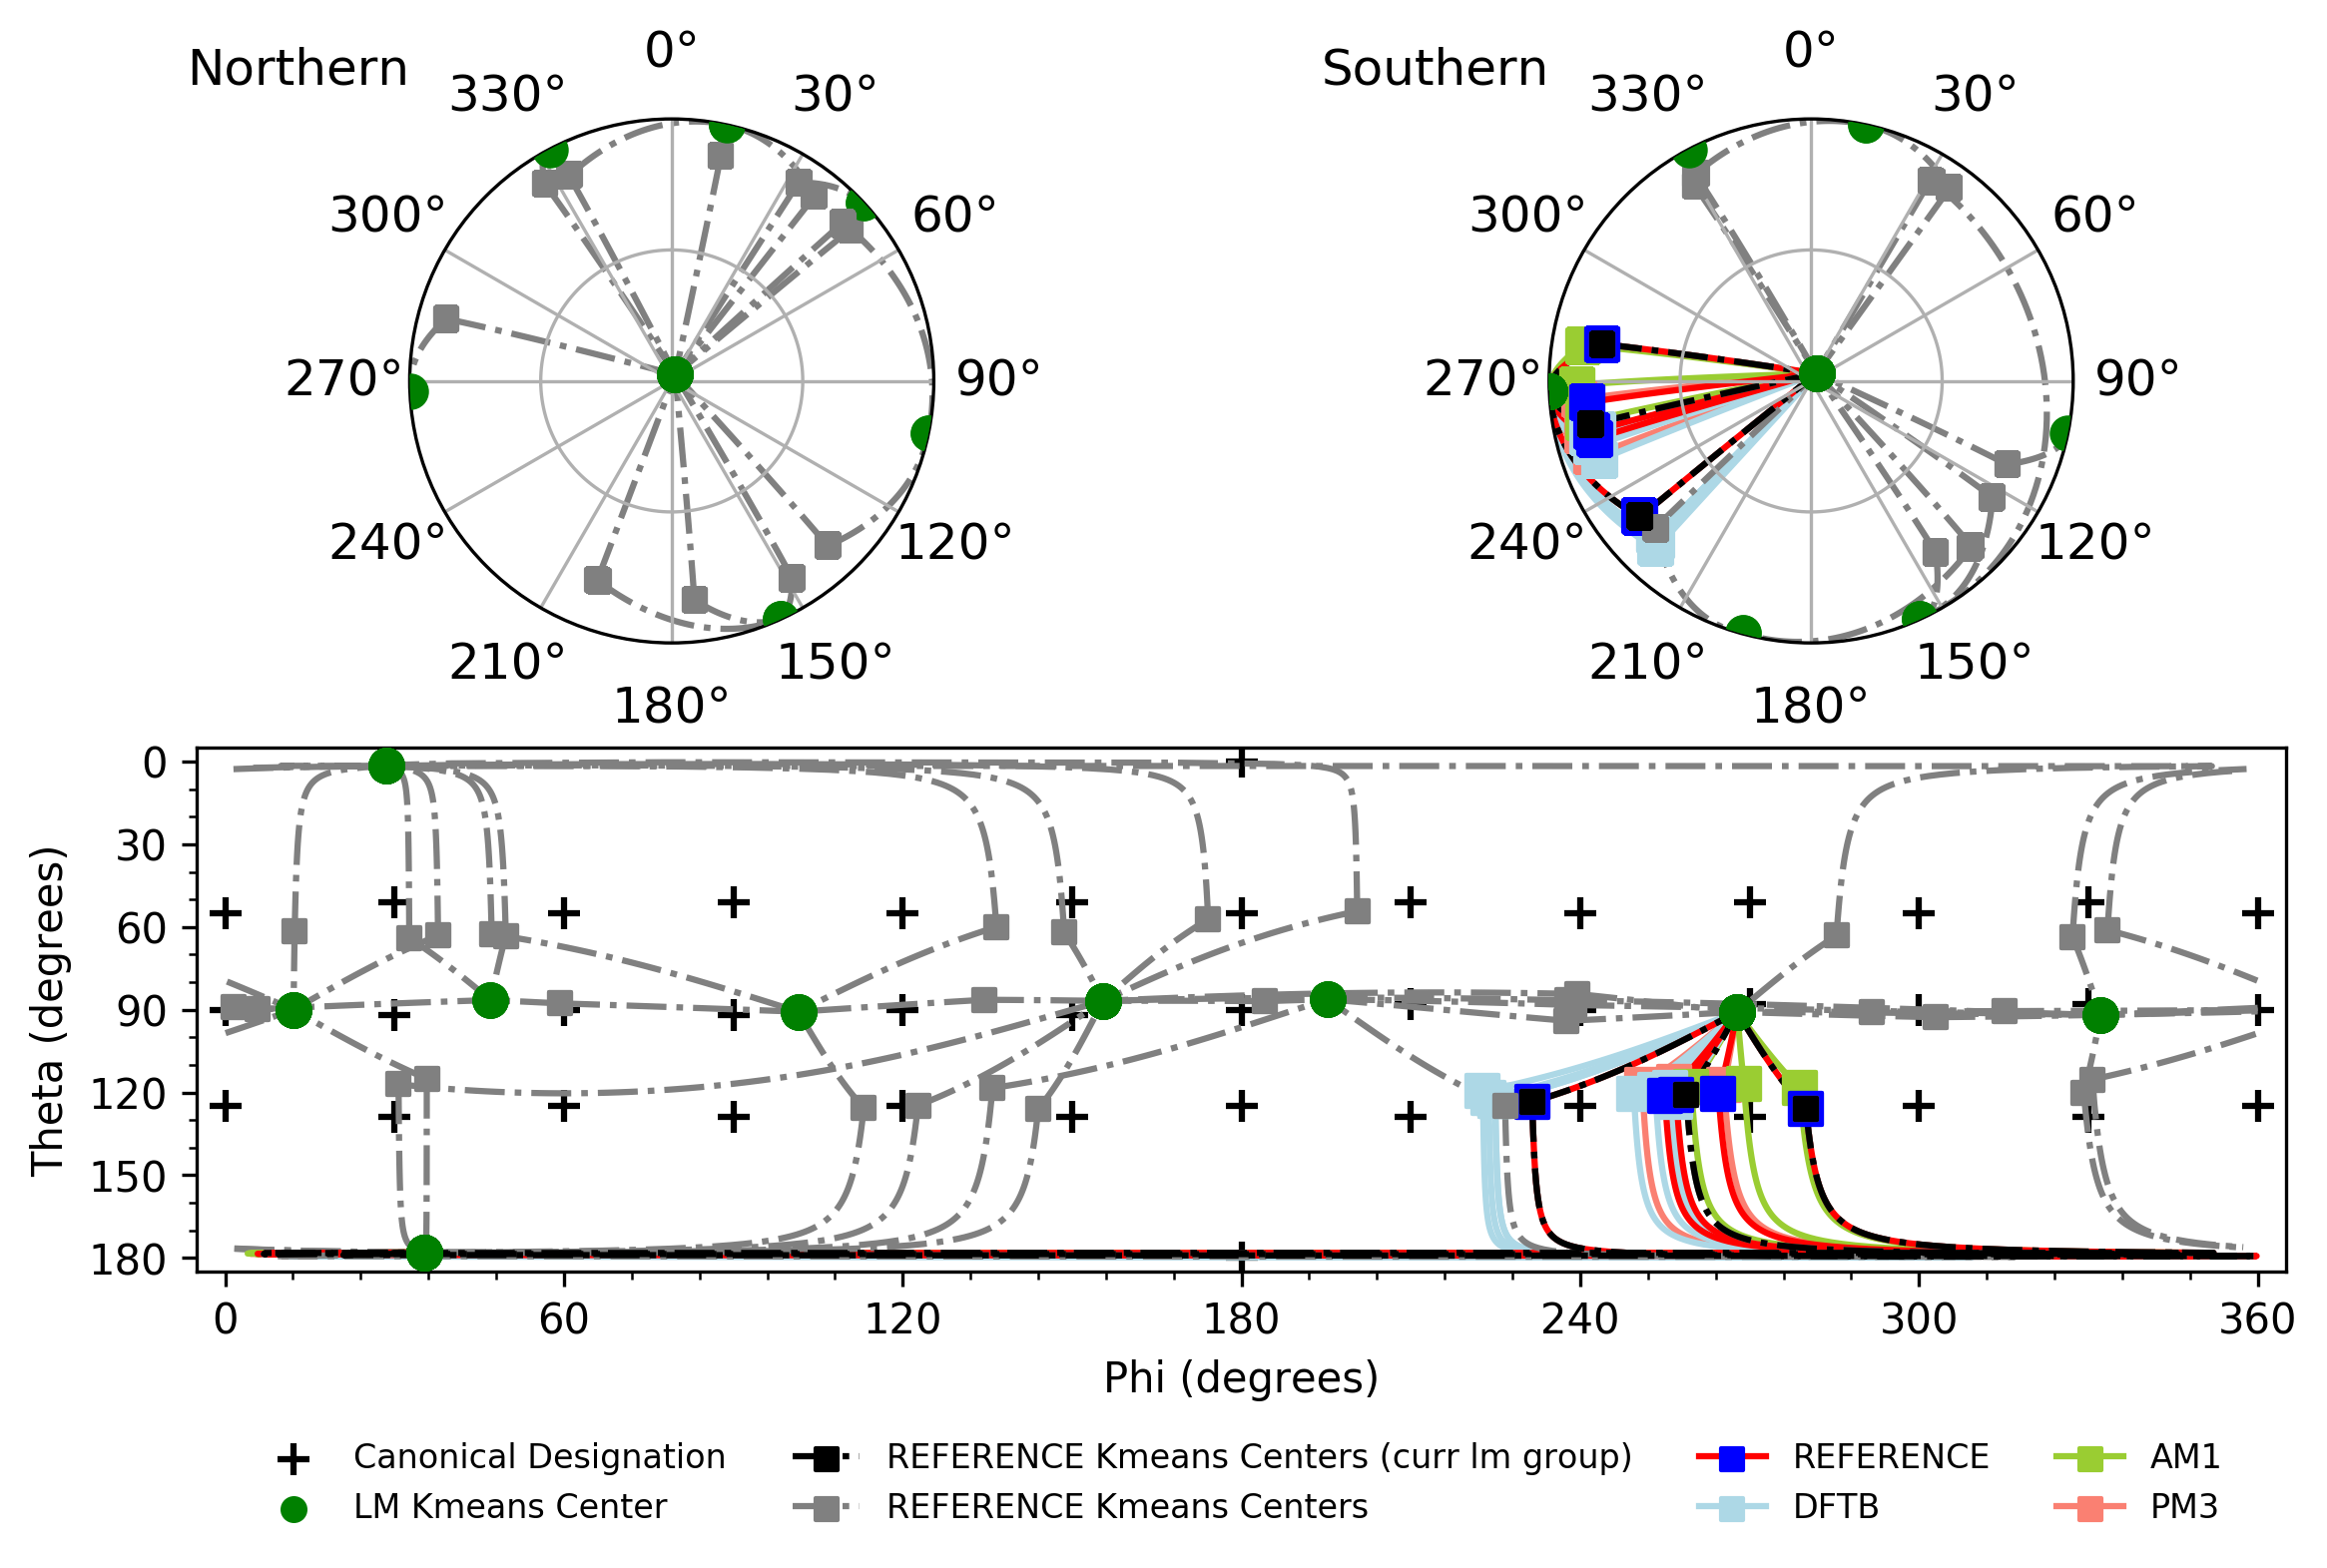 Northern
0°
30°
60°
90°
120°
150°
180°
210°
240°
270°
300°
330°
Southern
0°
30°
60°
90°
120°
150°
180°
210°
240°
270°
300°
330°
Theta (degrees)
0
30
60
90
120
150
180
0 60 120 180 240 300 360
Phi (degrees)
Canonical Designation
LM Kmeans Center
REFERENCE Kmeans Centers (curr lm group)
REFERENCE Kmeans Centers
REFERENCE
DFTB
AM1
PM3